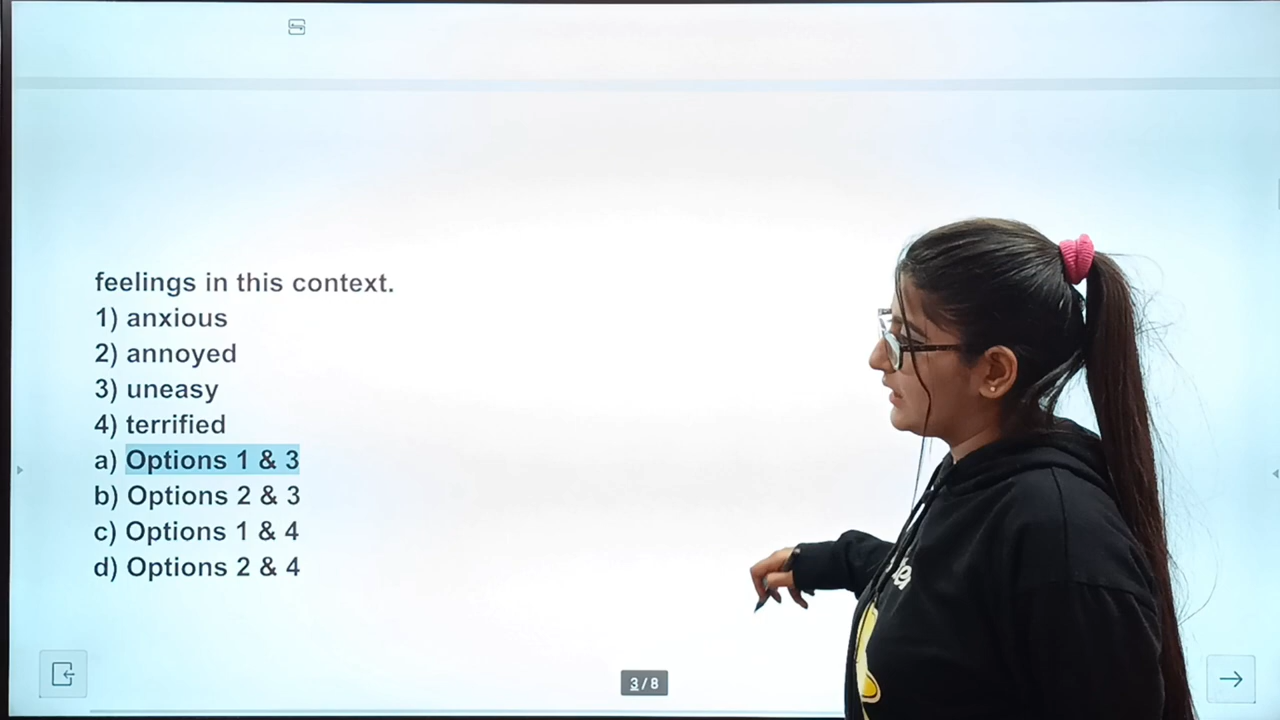 feelings in this context.
1) anxious
2) annoyed
3) uneasy
4) terrified
a) Options 1 & 3
b) Options 2 & 3
c) Options 1 & 4
d) Options 2 & 4
3/8